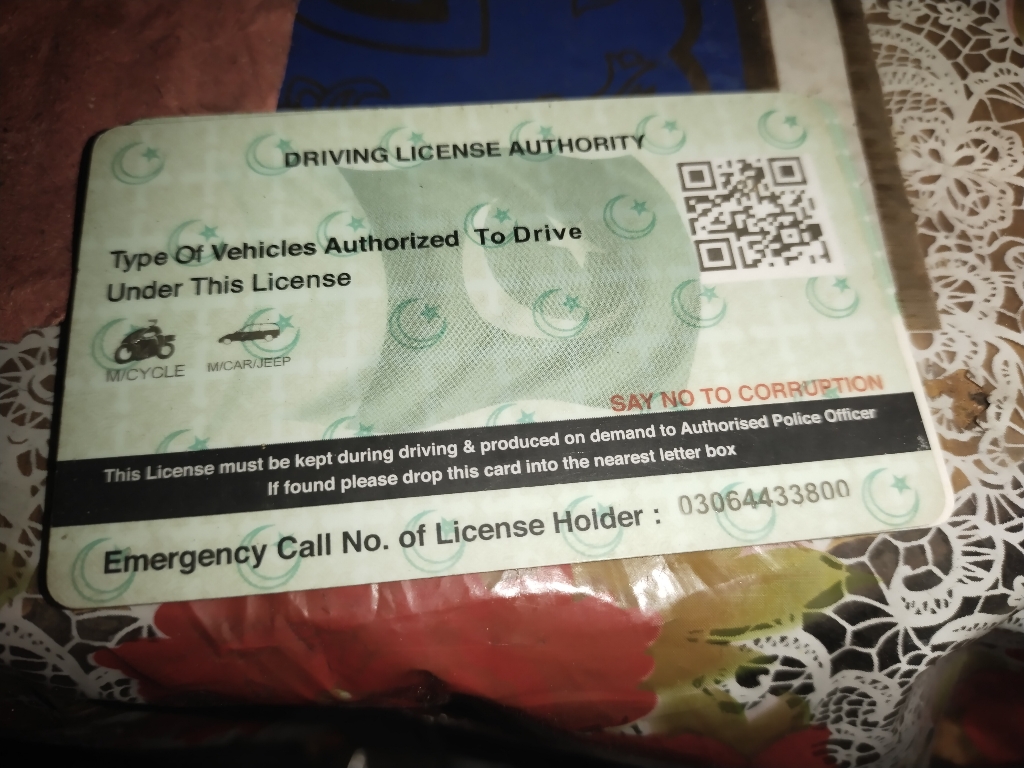 DRIVING LICENSE AUTHORITY
Type Of Vehicles Authorized To Drive
Under This License
M/CYCLE M/CAR/JEEP
SAY NO TO CORRUPTION
This License must be kept during driving & produced on demand to Authorised Police Officer
If found please drop this card into the nearest letter box
Emergency Call No. of License Holder : 03064433800